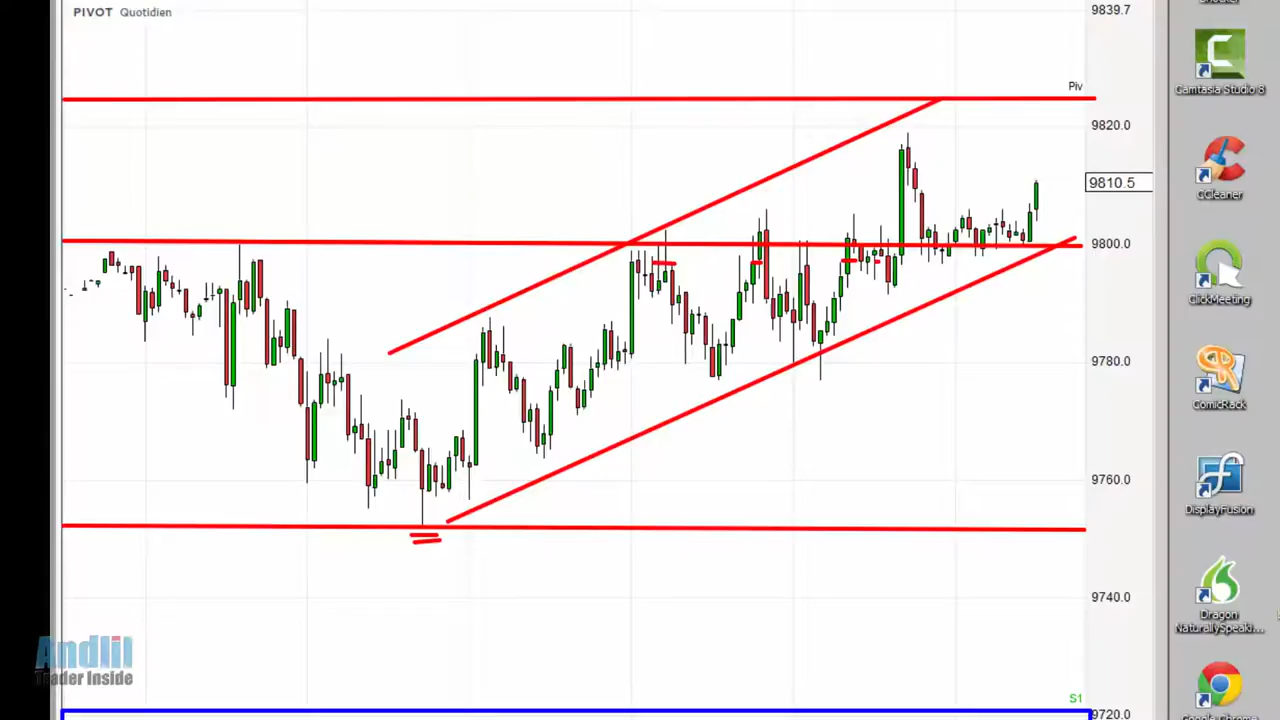 PIVOT Quotidien
9839.7
Piv
9820.0
9810.5
9800.0
9780.0
9760.0
9740.0
S1
9720.0
Camtasia Studio 8
CCleaner
ClickMeeting
ComicRack
DisplayFusion
Dragon
NaturallySpeaki...
Andlil
Trader Inside